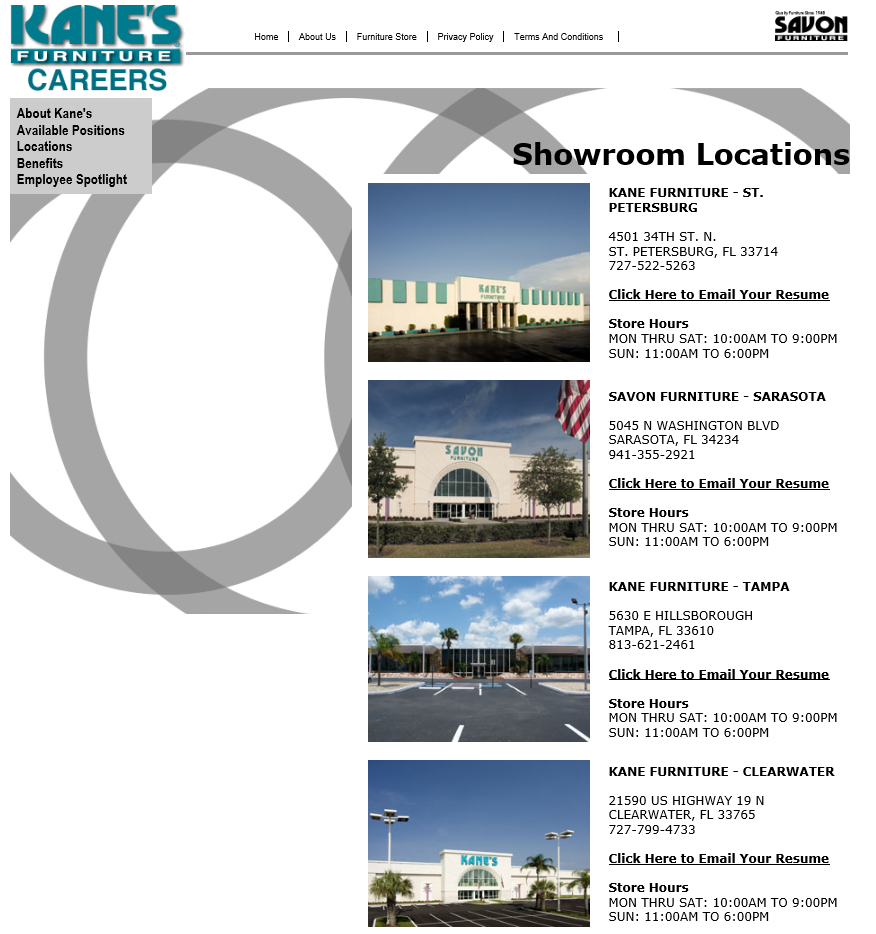 KANE'S
FURNITURE
CAREERS
Home
About Us
Furniture Store
Privacy Policy
Terms And Conditions
SAVON
FURNITURE
About Kane's
Available Positions
Locations
Benefits
Employee Spotlight
Showroom Locations
KANE'S
FURNITURE
KANE FURNITURE - ST.
PETERSBURG
4501 34TH ST. N.
ST. PETERSBURG, FL 33714
727-522-5263
Click Here to Email Your Resume
Store Hours
MON THRU SAT: 10:00AM TO 9:00PM
SUN: 11:00AM TO 6:00PM
SAVON
FURNITURE
SAVON FURNITURE - SARASOTA
5045 N WASHINGTON BLVD
SARASOTA, FL 34234
941-355-2921
Click Here to Email Your Resume
Store Hours
MON THRU SAT: 10:00AM TO 9:00PM
SUN: 11:00AM TO 6:00PM
KANE FURNITURE - TAMPA
5630 E HILLSBOROUGH
TAMPA, FL 33610
813-621-2461
Click Here to Email Your Resume
Store Hours
MON THRU SAT: 10:00AM TO 9:00PM
SUN: 11:00AM TO 6:00PM
KANE'S
KANE FURNITURE - CLEARWATER
21590 US HIGHWAY 19 N
CLEARWATER, FL 33765
727-799-4733
Click Here to Email Your Resume
Store Hours
MON THRU SAT: 10:00AM TO 9:00PM
SUN: 11:00AM TO 6:00PM